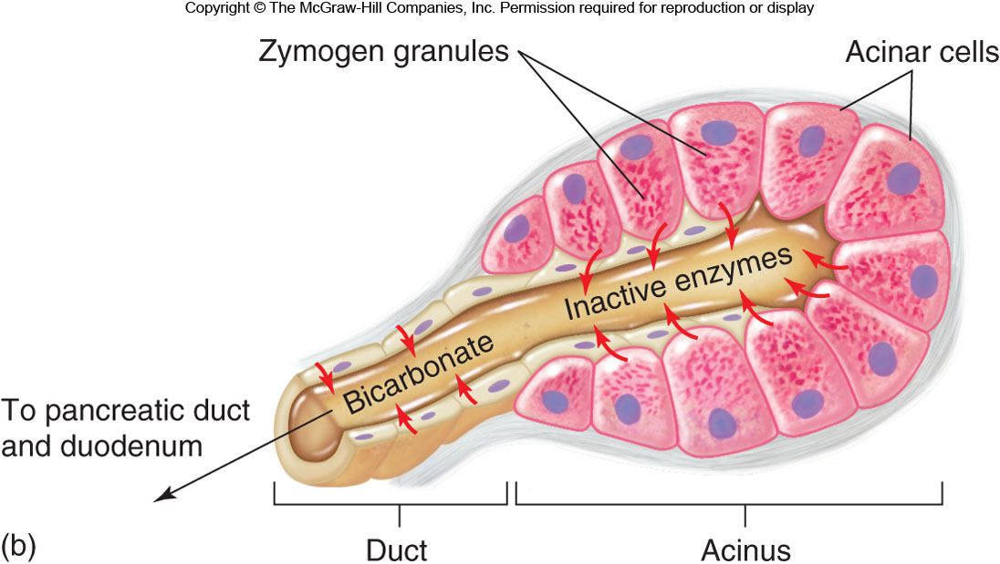 Copyright © The McGraw-Hill Companies, Inc. Permission required for reproduction or display
Zymogen granules
Acinar cells
Inactive enzymes
Bicarbonate
To pancreatic duct
and duodenum
Duct
Acinus
(b)